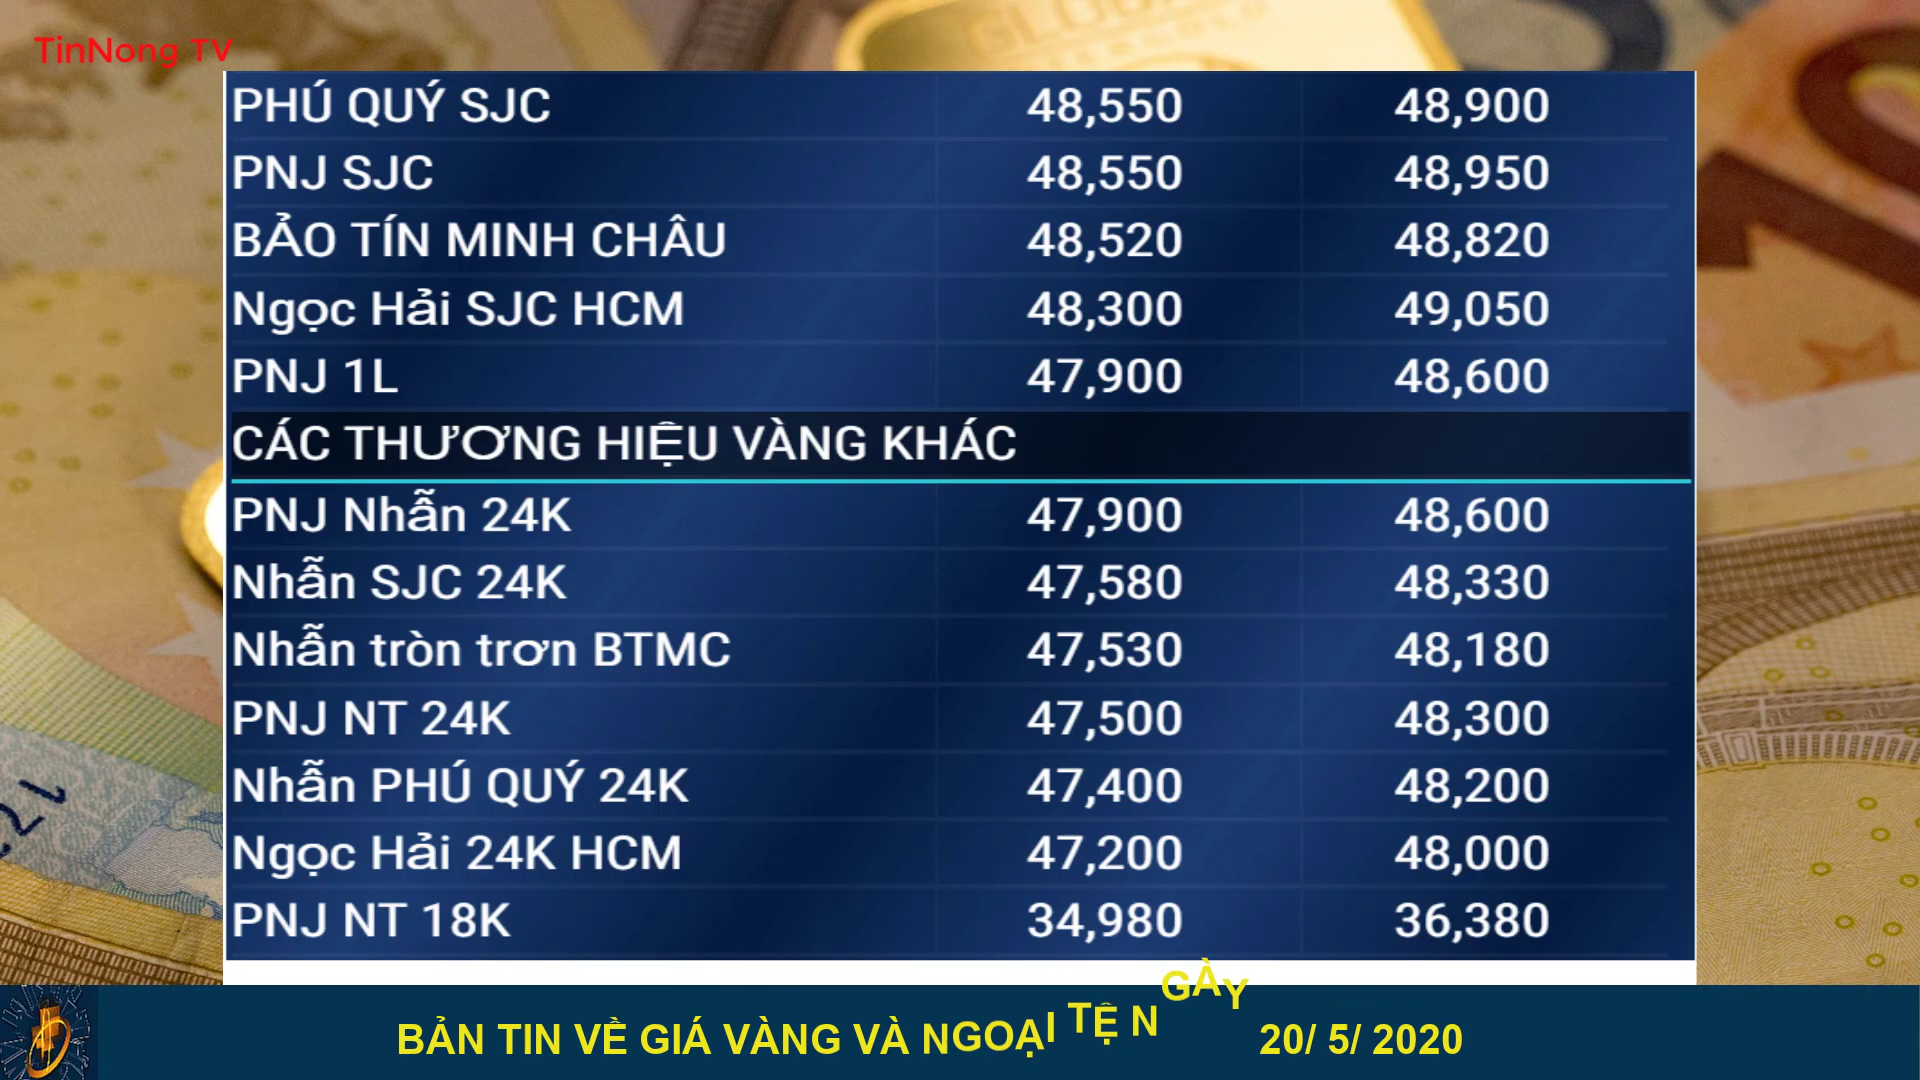 TinNong TV
PHÚ QUÝ SJC 48,550 48,900
PNJ SJC 48,550 48,950
BẢO TÍN MINH CHÂU 48,520 48,820
Ngọc Hải SJC HCM 48,300 49,050
PNJ 1L 47,900 48,600
CÁC THƯƠNG HIỆU VÀNG KHÁC
PNJ Nhẫn 24K 47,900 48,600
Nhẫn SJC 24K 47,580 48,330
Nhẫn tròn trơn BTMC 47,530 48,180
PNJ NT 24K 47,500 48,300
Nhẫn PHÚ QUÝ 24K 47,400 48,200
Ngọc Hải 24K HCM 47,200 48,000
PNJ NT 18K 34,980 36,380
BẢN TIN VỀ GIÁ VÀNG VÀ NGOẠI TỆ NGÀY 20/ 5/ 2020